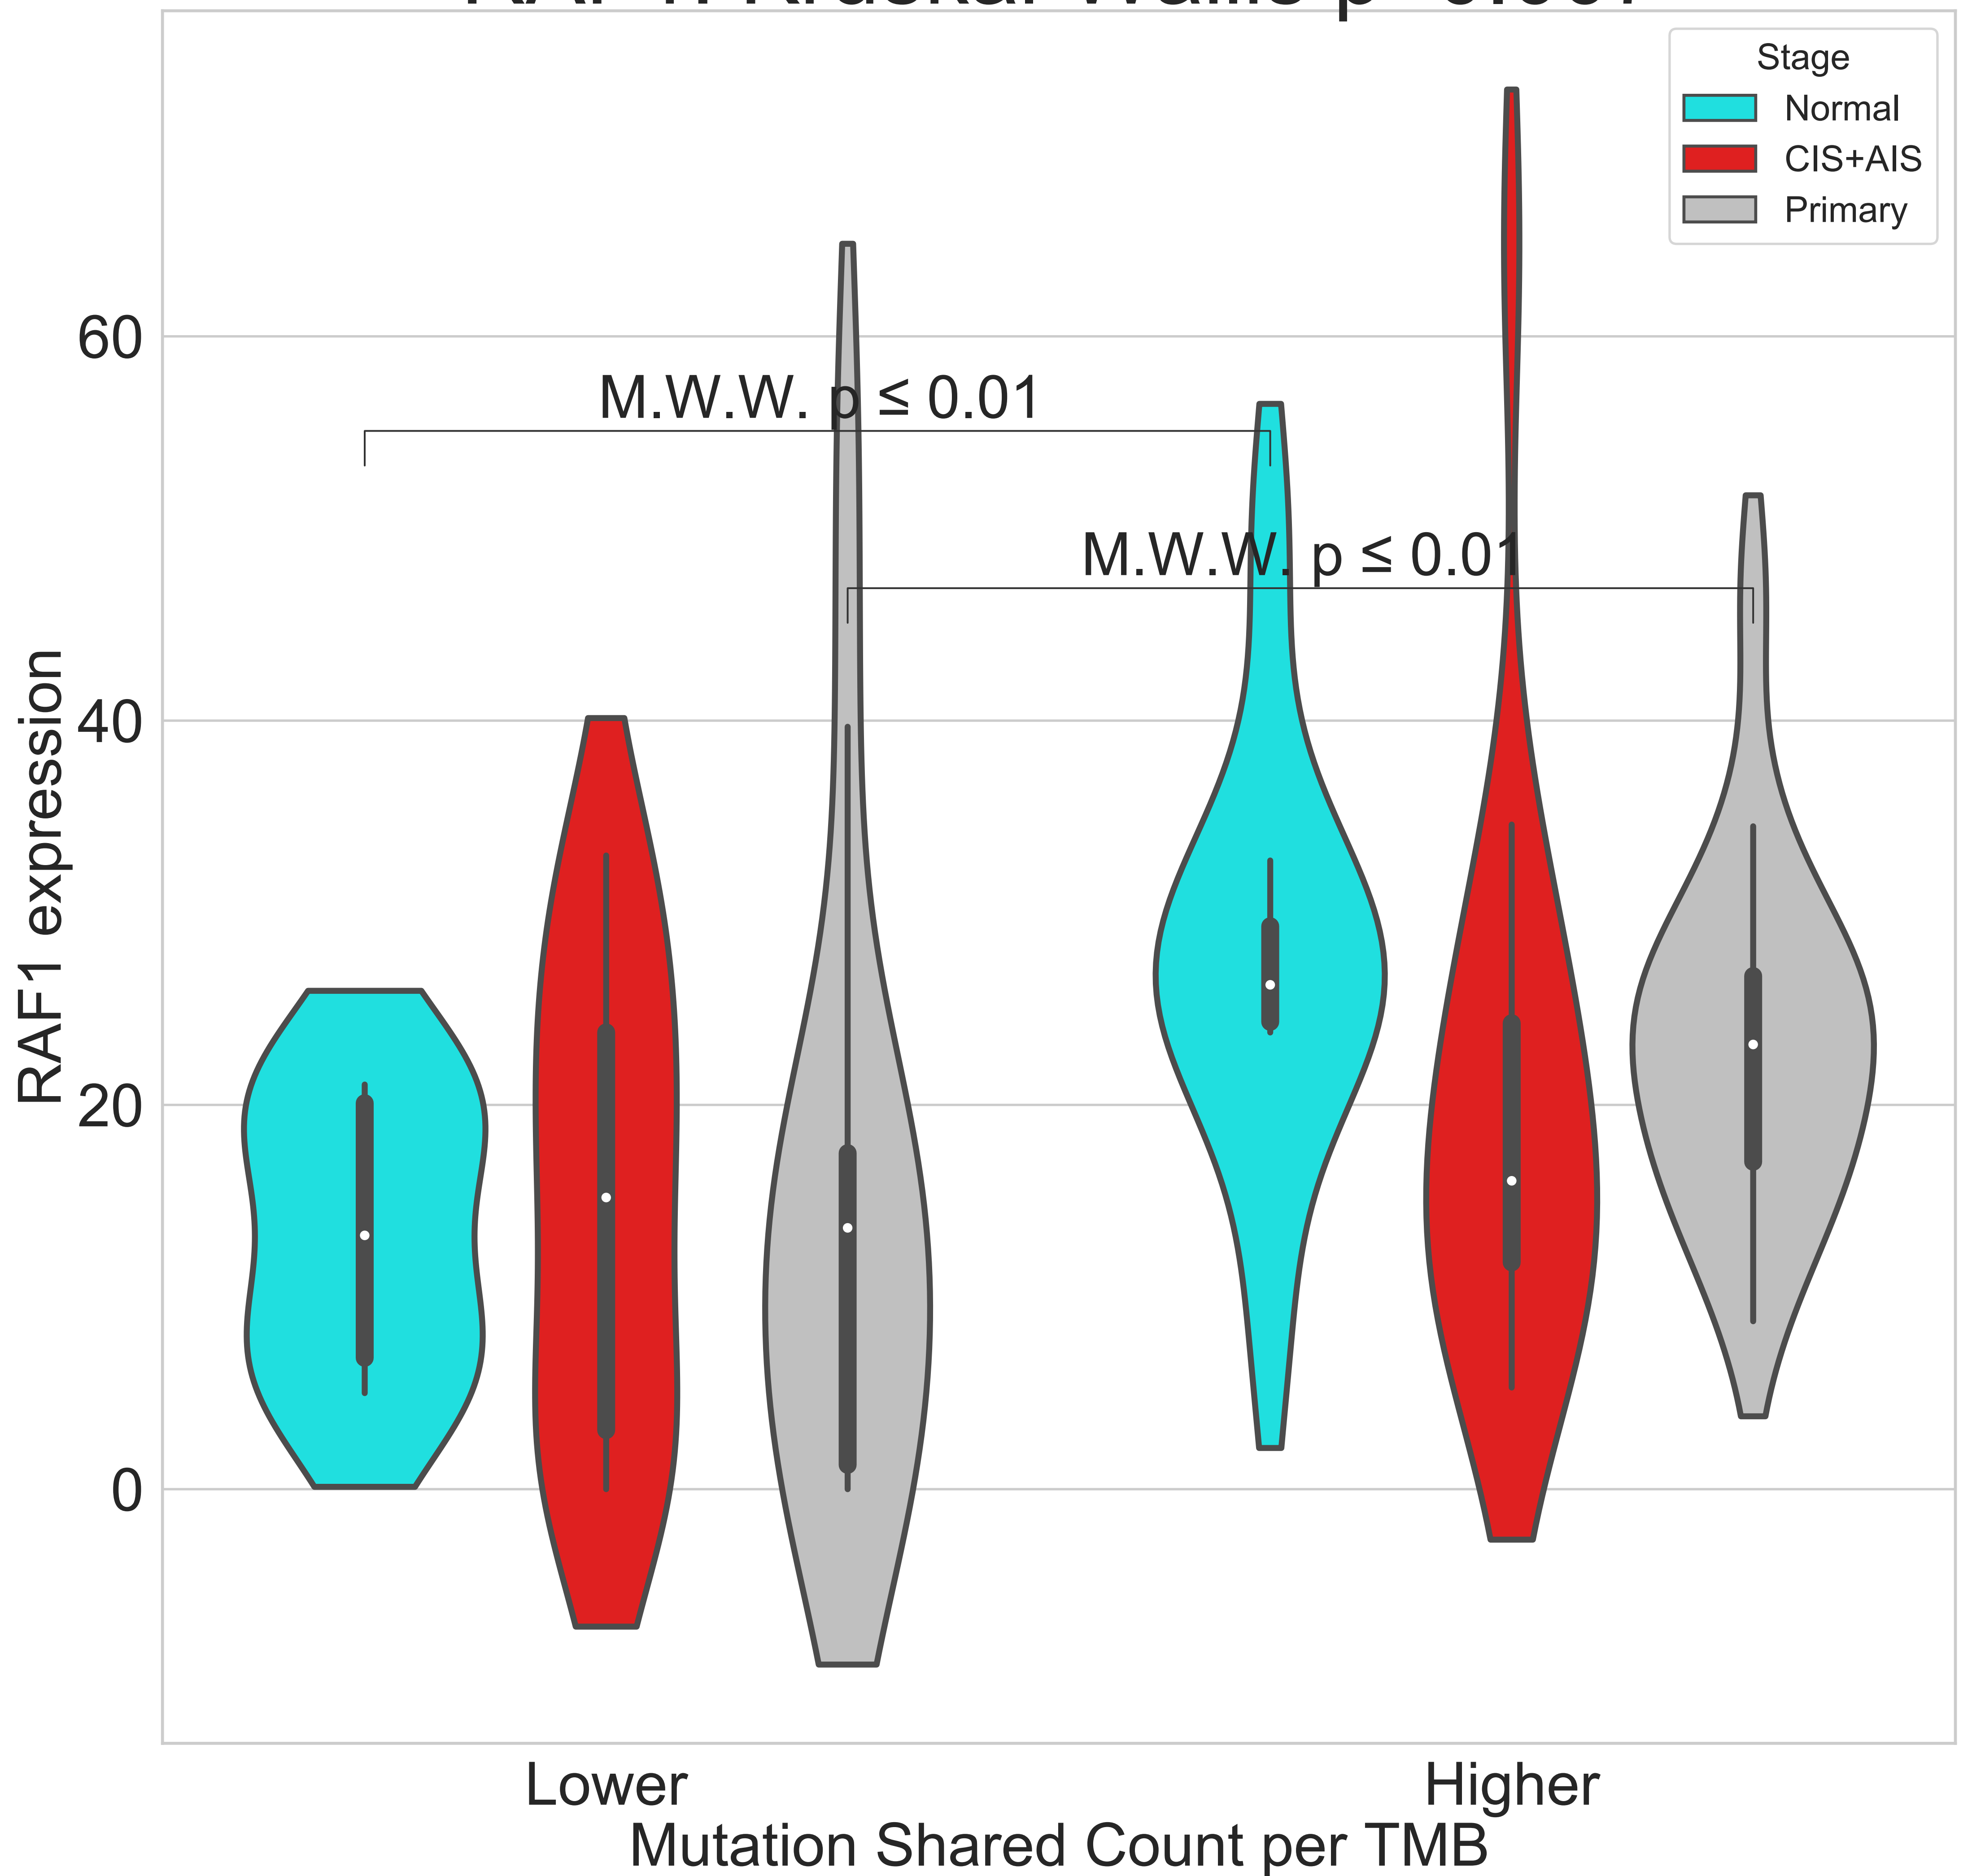 Stage
Normal
CIS+AIS
Primary
60
40
20
0
RAF1 expression
M.W.W. p ≤ 0.01
M.W.W. p ≤ 0.01
Lower
Higher
Mutation Shared Count per TMB